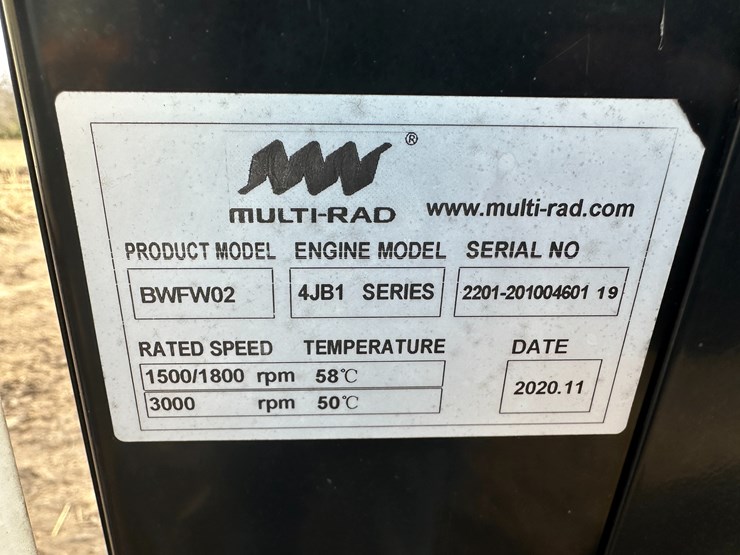 ®
MULTI-RAD www.multi-rad.com
PRODUCT MODEL ENGINE MODEL SERIAL NO
BWFW02 4JB1 SERIES 2201-201004601 19
RATED SPEED TEMPERATURE DATE
1500/1800 rpm 58℃
3000 rpm 50℃
2020.11